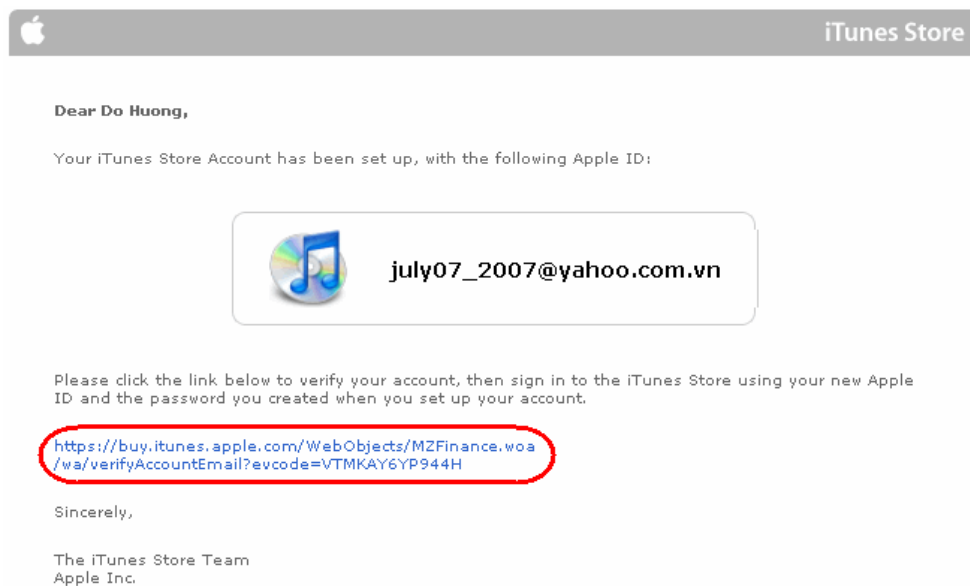 iTunes Store
Dear Do Huong,
Your iTunes Store Account has been set up, with the following Apple ID:
july07_2007@yahoo.com.vn
Please click the link below to verify your account, then sign in to the iTunes Store using your new Apple
ID and the password you created when you set up your account.
https://buy.itunes.apple.com/WebObjects/MZFinance.woa
/wa/verifyAccountEmail?evcode=VTMKAY6YP944H
Sincerely,
The iTunes Store Team
Apple Inc.